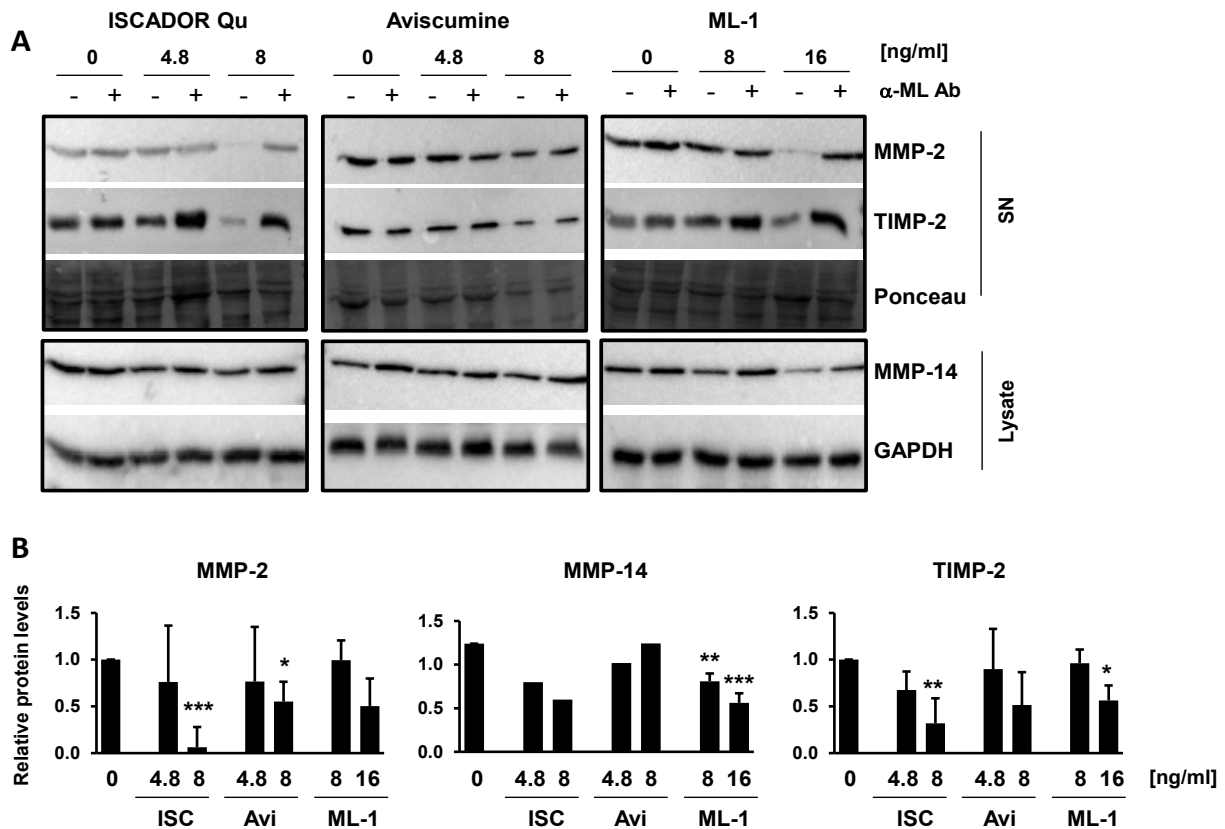 ISCADOR Qu Aviscumine ML-1
A
0 4.8 8 0 4.8 8 0 8 16 [ng/ml]
- + - + - + - + - + - + - + - + - + α-ML Ab
MMP-2
TIMP-2
SN
Ponceau
MMP-14
Lysate
GAPDH
B
MMP-2 MMP-14 TIMP-2
Relative protein levels
1.5 1.5 1.5
1.0 1.0 1.0
0.5 0.5 0.5
0.0 0.0 0.0
*** * ** *** ** *
0 4.8 8 4.8 8 8 16 0 4.8 8 4.8 8 8 16 0 4.8 8 4.8 8 8 16 [ng/ml]
ISC Avi ML-1 ISC Avi ML-1 ISC Avi ML-1